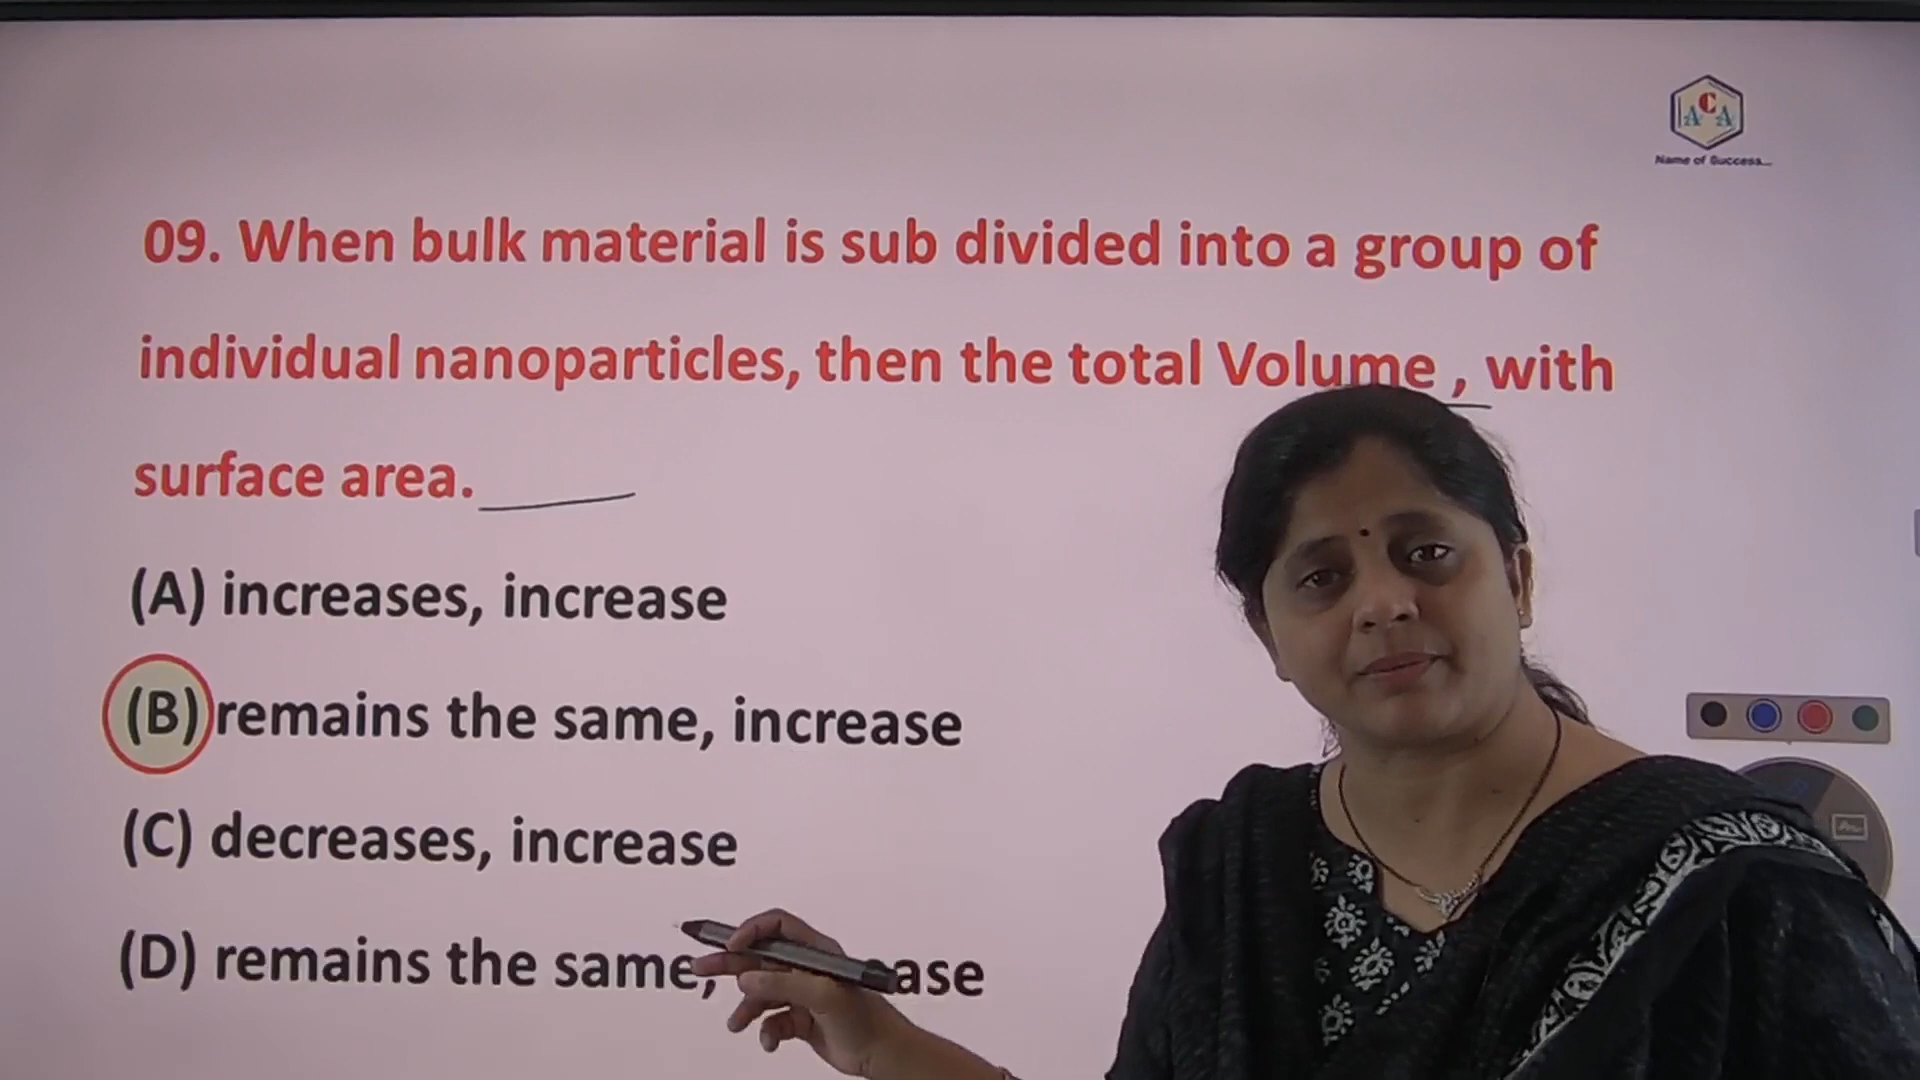 ACA
Name of Success...
09. When bulk material is sub divided into a group of
individual nanoparticles, then the total Volume , with
surface area.
(A) increases, increase
(B) remains the same, increase
(C) decreases, increase
(D) remains the same,